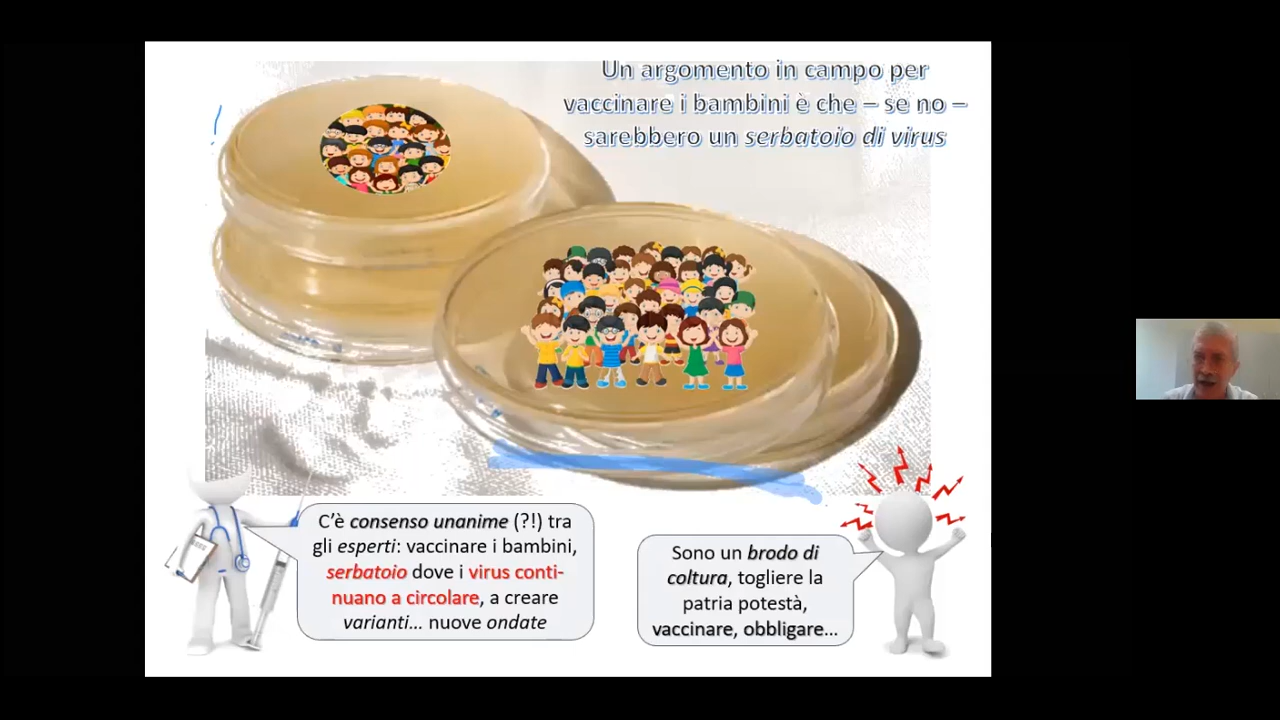 Un argomento in campo per
vaccinare i bambini è che – se no –
sarebbero un serbatoio di virus
C'è consenso unanime (?!) tra
gli esperti: vaccinare i bambini,
serbatoio dove i virus conti-
nuano a circolare, a creare
varianti... nuove ondate
Sono un brodo di
coltura, togliere la
patria potestà,
vaccinare, obbligare...